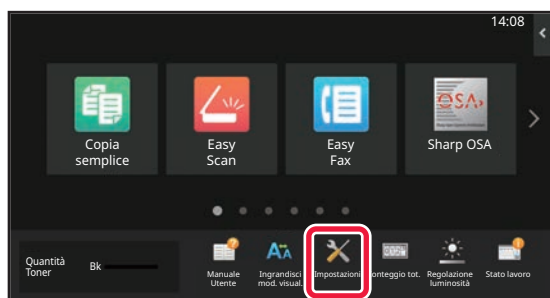 14:08
Copia
semplice
Easy
Scan
Easy
Fax
OSA
Sharp OSA
Quantità
Toner
Bk
Manuale
Utente
Ingrandisci
mod. visual.
Impostazioni
onteggio tot.
Regolazione
luminosità
Stato lavoro